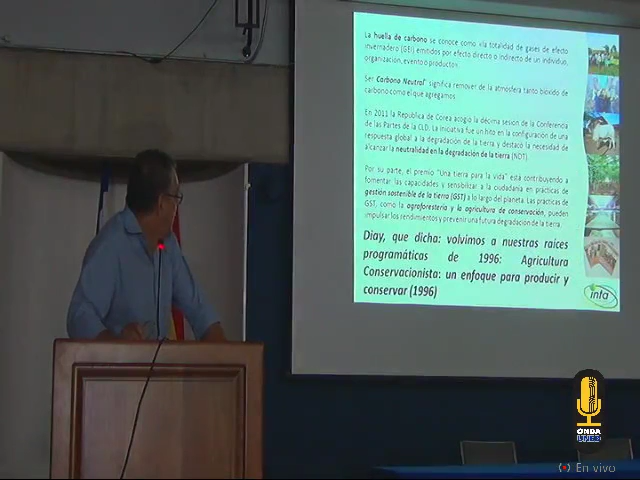 La huella de carbono se conoce como «la totalidad de gases de efecto
invernadero (GEI) emitidos por efecto directo o indirecto de un individuo,
organización, evento o producto».
Ser Carbono Neutral" significa remover de la atmosfera tanto bióxido de
carbono como el que agregamos.
En 2011 la República de Corea acogió la décima sesión de la Conferencia
de las Partes de la CLD. La iniciativa fue un hito en la configuración de una
respuesta global a la degradación de la tierra y destacó la necesidad de
alcanzar la neutralidad en la degradación de la tierra (NDT).
Por su parte, el premio "Una tierra para la vida" está contribuyendo a
fomentar las capacidades y sensibilizar a la ciudadanía en prácticas de
gestión sostenible de la tierra (GST) a lo largo del planeta. Las prácticas de
GST, como la agroforestería y la agricultura de conservación, pueden
impulsar los rendimientos y prevenir una futura degradación de la tierra.
Diay, que dicha: volvimos a nuestras raíces
programáticas de 1996: Agricultura
Conservacionista: un enfoque para producir y
conservar (1996)
inta
ONDA
UNED
En vivo